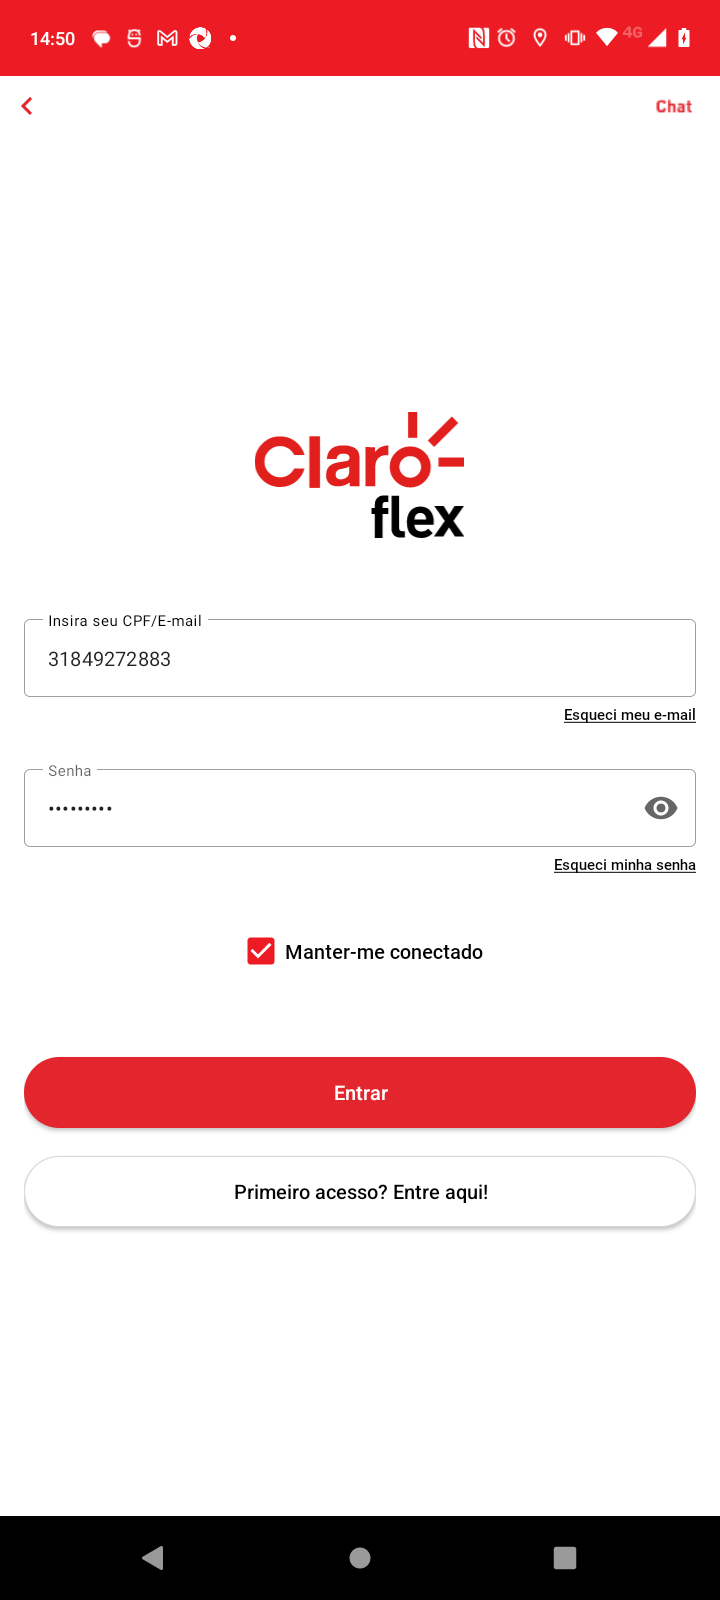 14:50
4G
Chat
Claro
flex
Insira seu CPF/E-mail
31849272883
Esqueci meu e-mail
Senha
•••••••••
Esqueci minha senha
Manter-me conectado
Entrar
Primeiro acesso? Entre aqui!